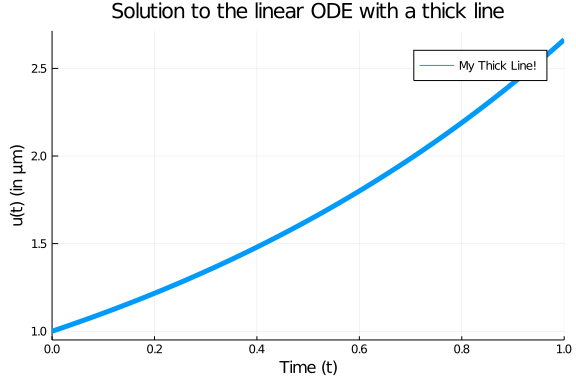 Solution to the linear ODE with a thick line
My Thick Line!
u(t) (in μm)
2.5
2.0
1.5
1.0
0.0 0.2 0.4 0.6 0.8 1.0
Time (t)